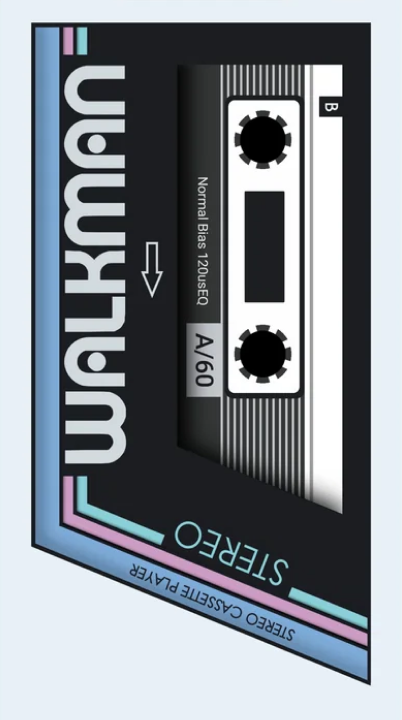 WALKMAN
B
Normal Bias 120usEQ
A/60
STEREO
STEREO CASSETTE PLAYER